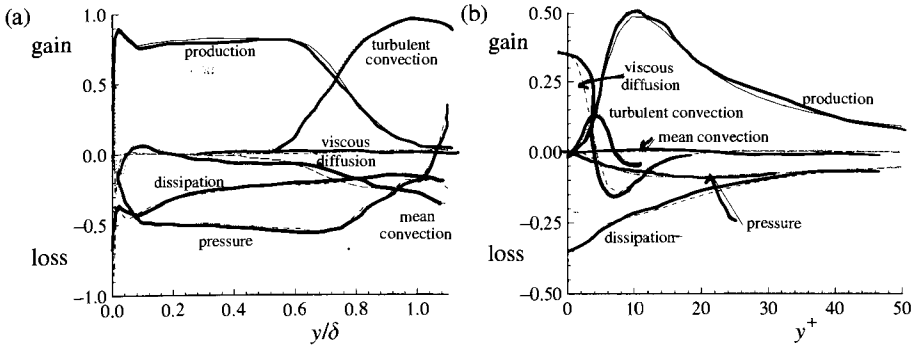 (a)
gain
loss
1.0
0.5
0.0
−0.5
−1.0
production
turbulent
convection
viscous
diffusion
dissipation
pressure
mean
convection
0.0 0.2 0.4 0.6 0.8 1.0
y/δ
(b)
gain
loss
0.50
0.25
−0.00
−0.25
−0.50
viscous
diffusion
turbulent convection
mean convection
production
pressure
dissipation
0 10 20 30 40 50
y+